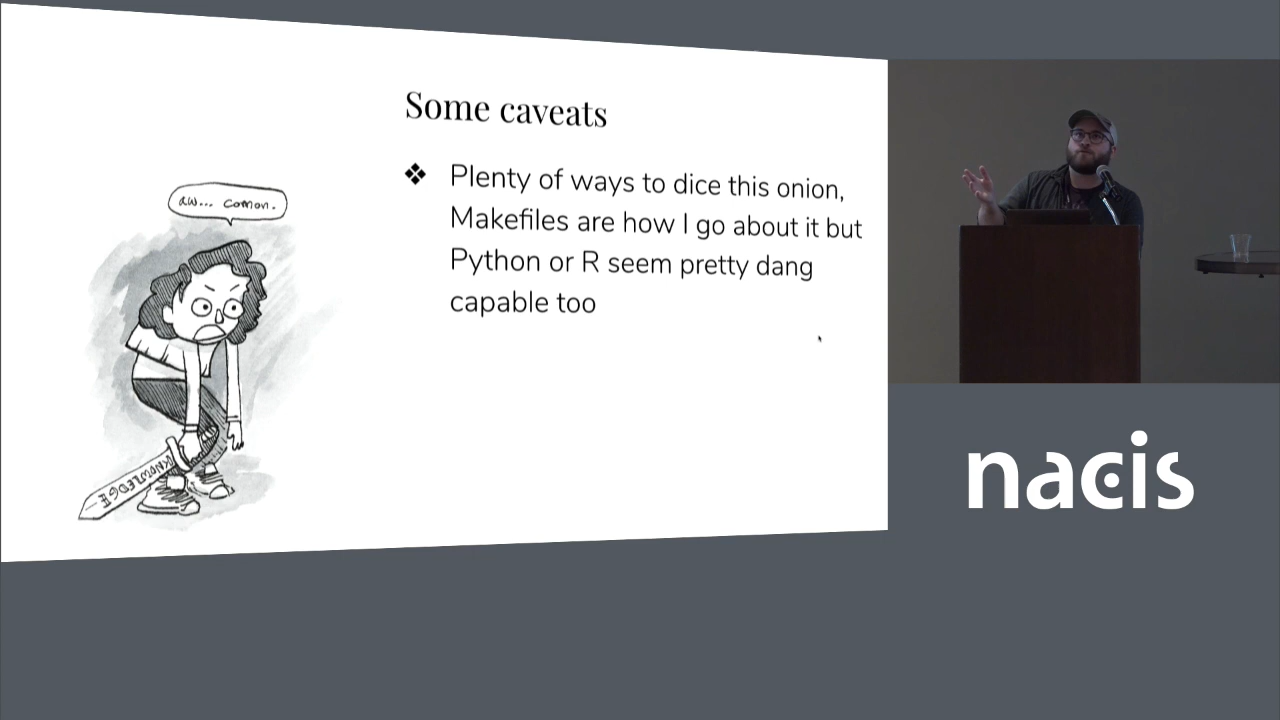 Some caveats
❖ Plenty of ways to dice this onion,
Makefiles are how I go about it but
Python or R seem pretty dang
capable too
aw... comon.
KNOWLEDGE
nacis